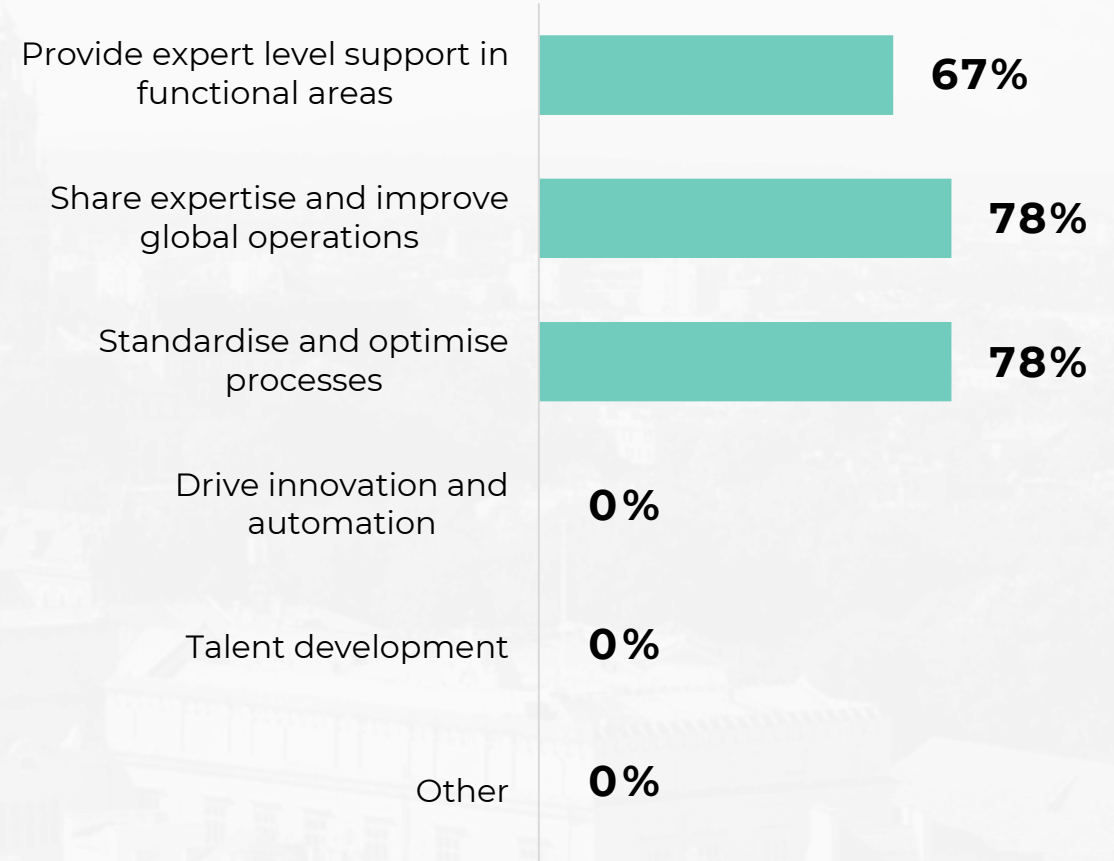 Provide expert level support in
functional areas
67%
Share expertise and improve
global operations
78%
Standardise and optimise
processes
78%
Drive innovation and
automation
0%
Talent development
0%
Other
0%